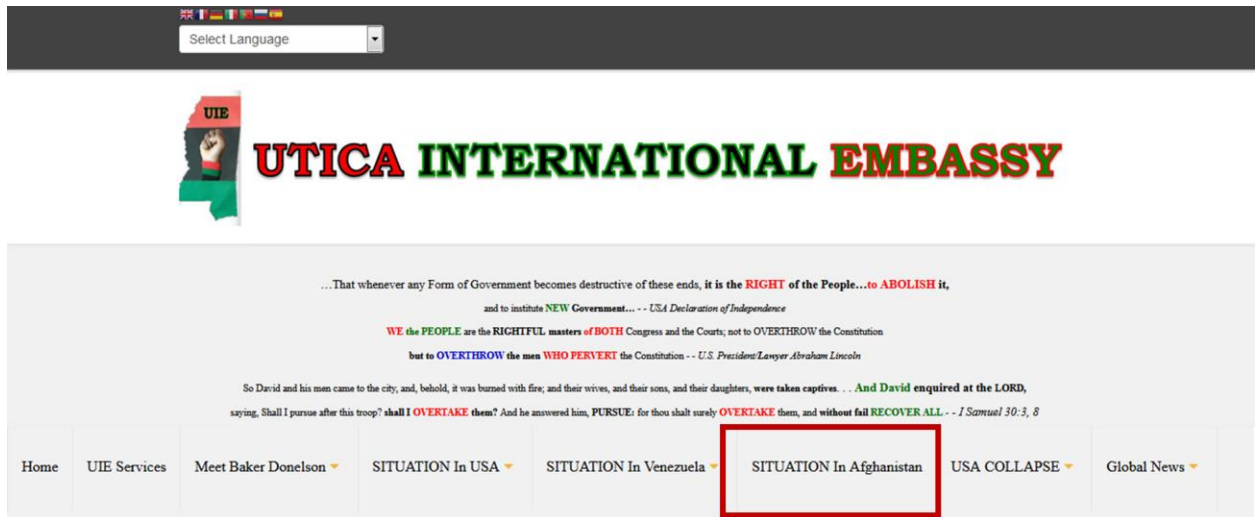 Select Language
UIE
UTICA INTERNATIONAL EMBASSY
…That whenever any Form of Government becomes destructive of these ends, it is the RIGHT of the People…to ABOLISH it,
and to institute NEW Government… - - USA Declaration of Independence
WE the PEOPLE are the RIGHTFUL masters of BOTH Congress and the Courts; not to OVERTHROW the Constitution
but to OVERTHROW the men WHO PERVERT the Constitution - - U.S. President/Lawyer Abraham Lincoln
So David and his men came to the city, and, behold, it was burned with fire; and their wives, and their sons, and their daughters, were taken captives. . . And David enquired at the LORD,
saying, Shall I pursue after this troop? shall I OVERTAKE them? And he answered him, PURSUE: for thou shalt surely OVERTAKE them, and without fail RECOVER ALL - - I Samuel 30:3, 8
Home UIE Services Meet Baker Donelson SITUATION In USA SITUATION In Venezuela SITUATION In Afghanistan USA COLLAPSE Global News